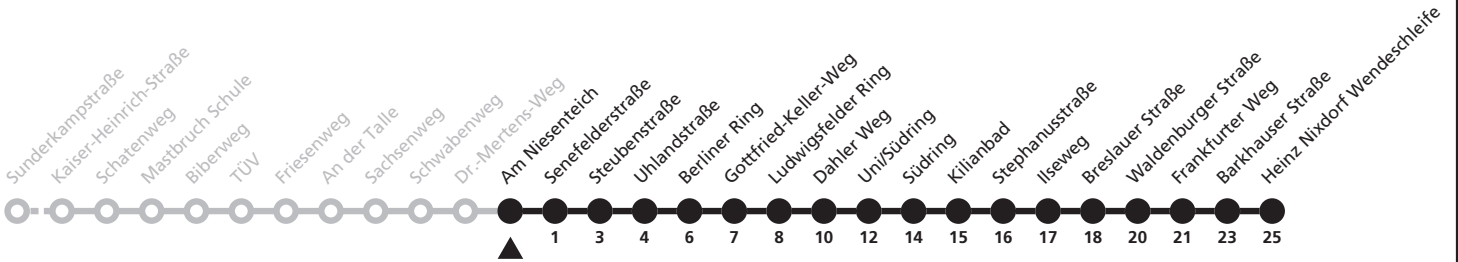 Sunderkampstraße
Kaiser-Heinrich-Straße
Schatenweg
Mastbruch Schule
Biberweg
TÜV
Friesenweg
An der Talle
Sachsenweg
Schwabenweg
Dr.-Mertens-Weg
Am Niesenteich
Senefelderstraße
Steubenstraße
Uhlandstraße
Berliner Ring
Gottfried-Keller-Weg
Ludwigsfelder Ring
Dahler Weg
Uni/Südring
Südring
Kilianbad
Stephanusstraße
Ilseweg
Breslauer Straße
Waldenburger Straße
Frankfurter Weg
Barkhauser Straße
Heinz Nixdorf Wendeschleife
1 3 4 6 7 8 10 12 14 15 16 17 18 20 21 23 25